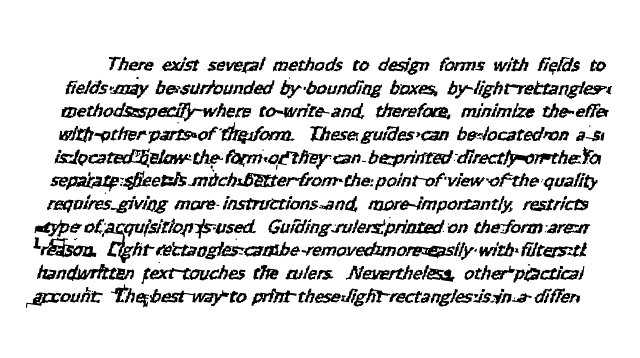 There exist several methods to design forms with fields to
fields may be surrounded by bounding boxes, by light rectangles
methods specify where to write and, therefore, minimize the effe
with other parts of the form. These guides can be located on a s
is located below the form or they can be printed directly on the fo
separate sheet is much better from the point of view of the quality
requires giving more instructions and, more importantly, restricts
type of acquisition is used. Guiding rulers printed on the form are
reason. Light rectangles can be removed more easily with filters t
handwritten text touches the rulers. Nevertheless, other practical
account: The best way to print these light rectangles is in a differ